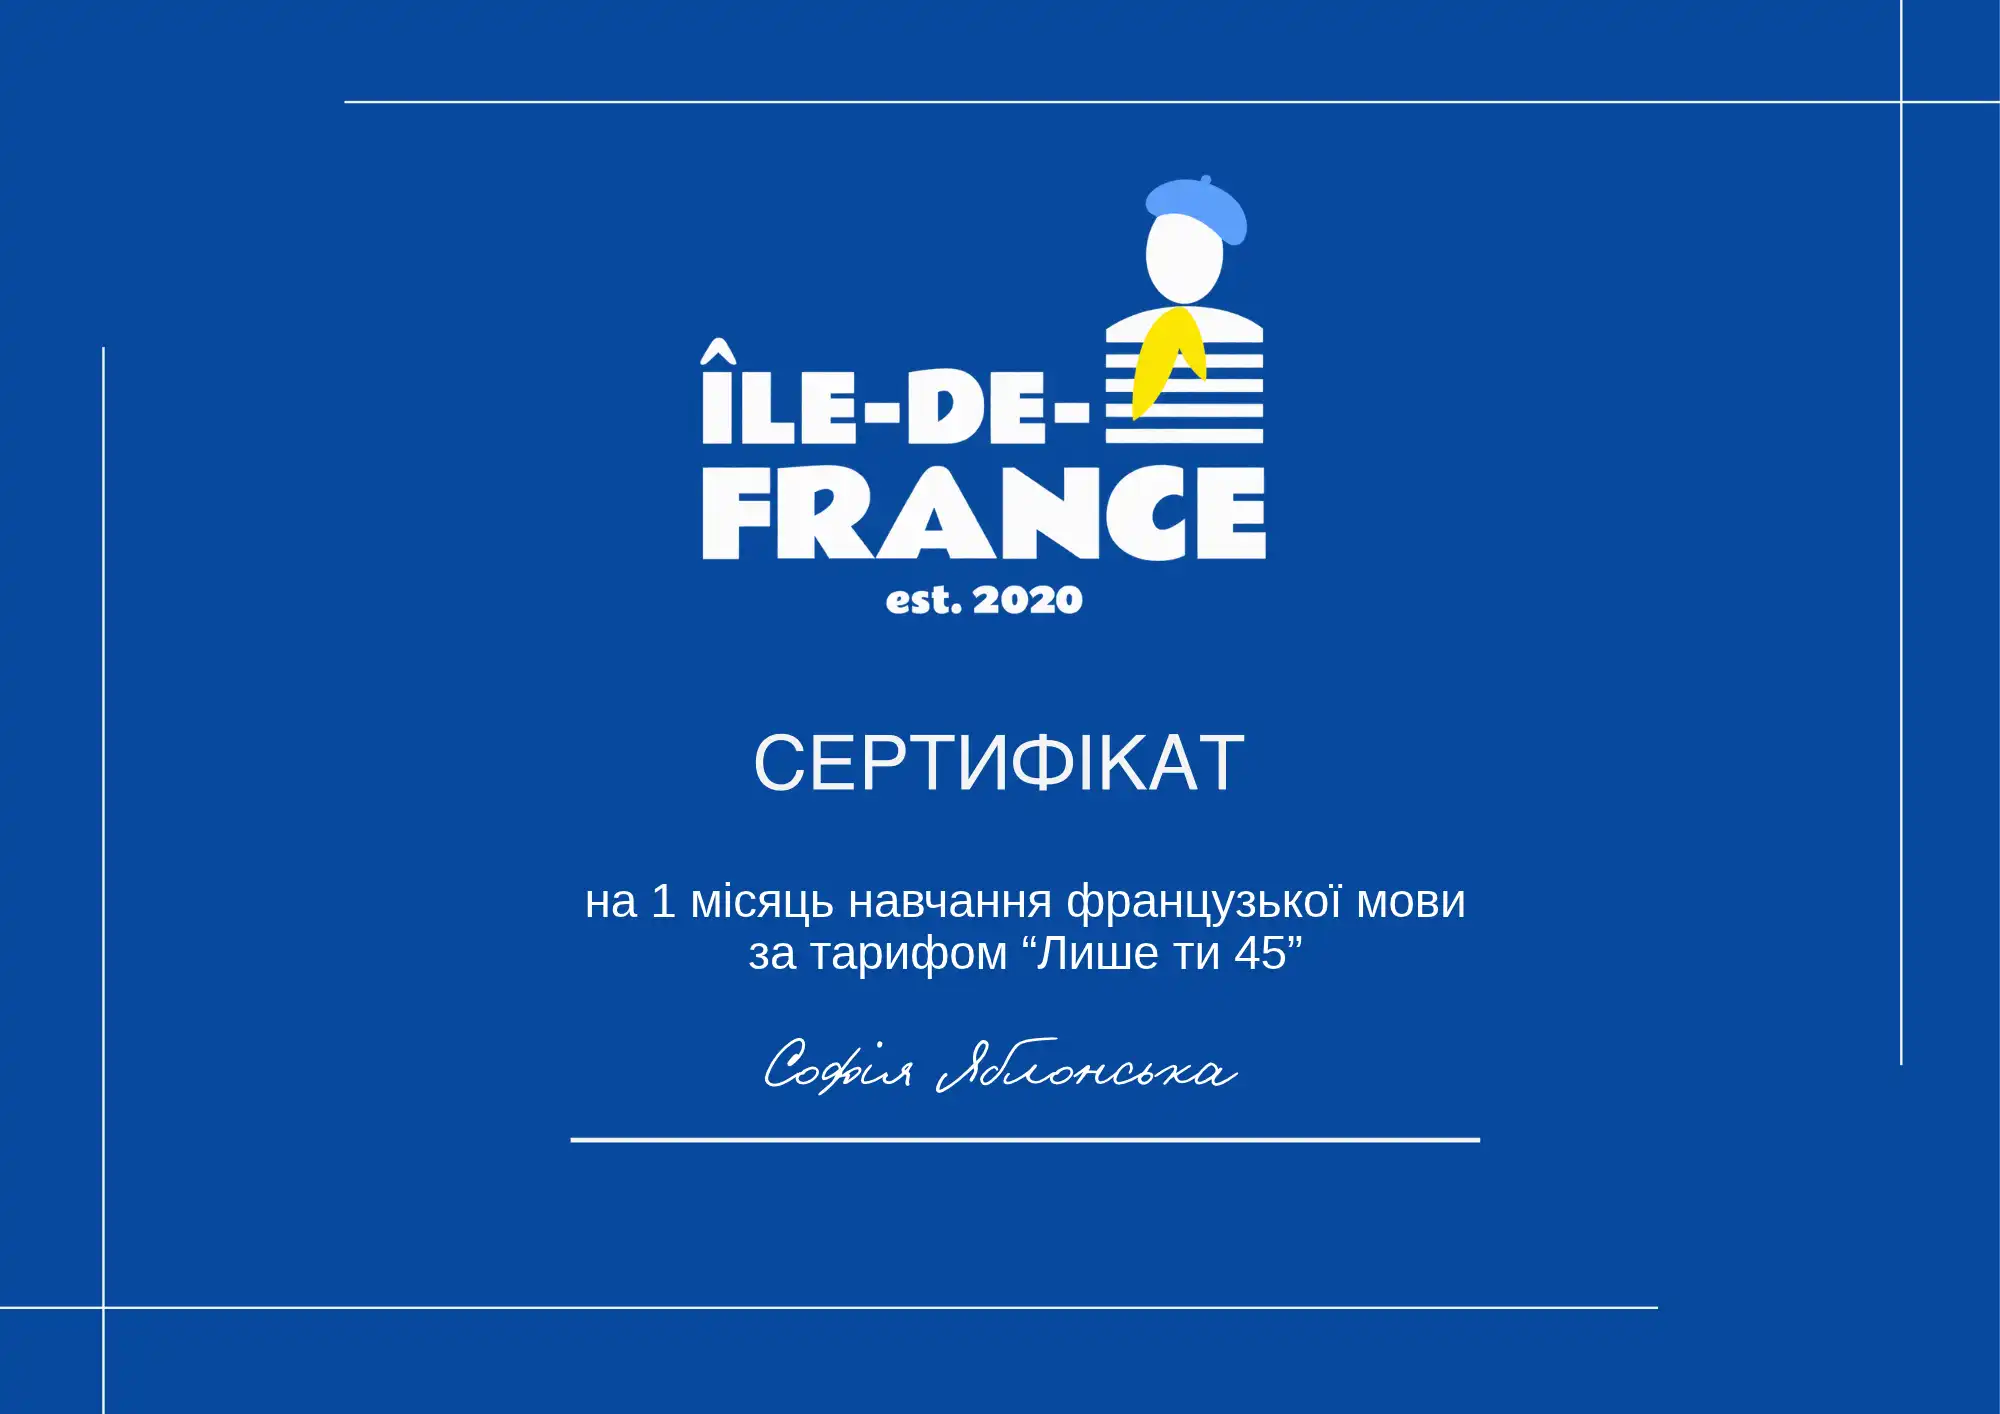 ÎLE-DE-
FRANCE
est. 2020
СЕРТИФІКАТ
на 1 місяць навчання французької мови
за тарифом “Лише ти 45”
Софія Яблонська